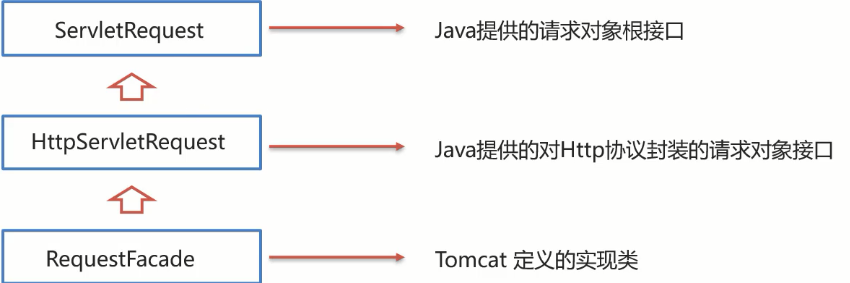 ServletRequest Java提供的请求对象根接口
HttpServletRequest Java提供的对Http协议封装的请求对象接口
RequestFacade Tomcat 定义的实现类